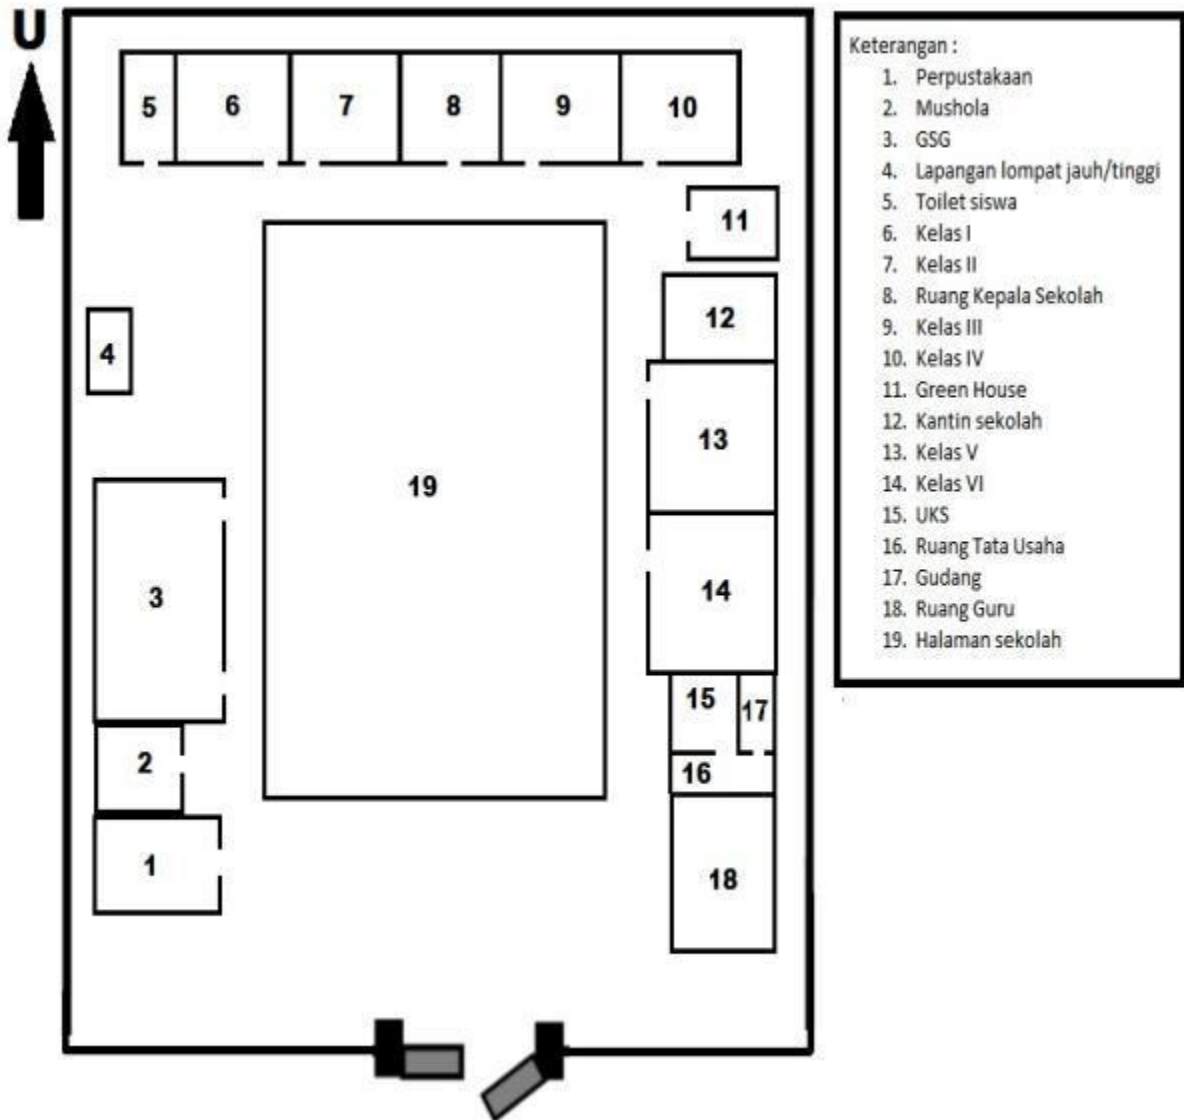 U
5 6 7 8 9 10
11
12
4
13
19
3
14
15
17
2
16
1
18
Keterangan :
1. Perpustakaan
2. Mushola
3. GSG
4. Lapangan lompat jauh/tinggi
5. Toilet siswa
6. Kelas I
7. Kelas II
8. Ruang Kepala Sekolah
9. Kelas III
10. Kelas IV
11. Green House
12. Kantin sekolah
13. Kelas V
14. Kelas VI
15. UKS
16. Ruang Tata Usaha
17. Gudang
18. Ruang Guru
19. Halaman sekolah